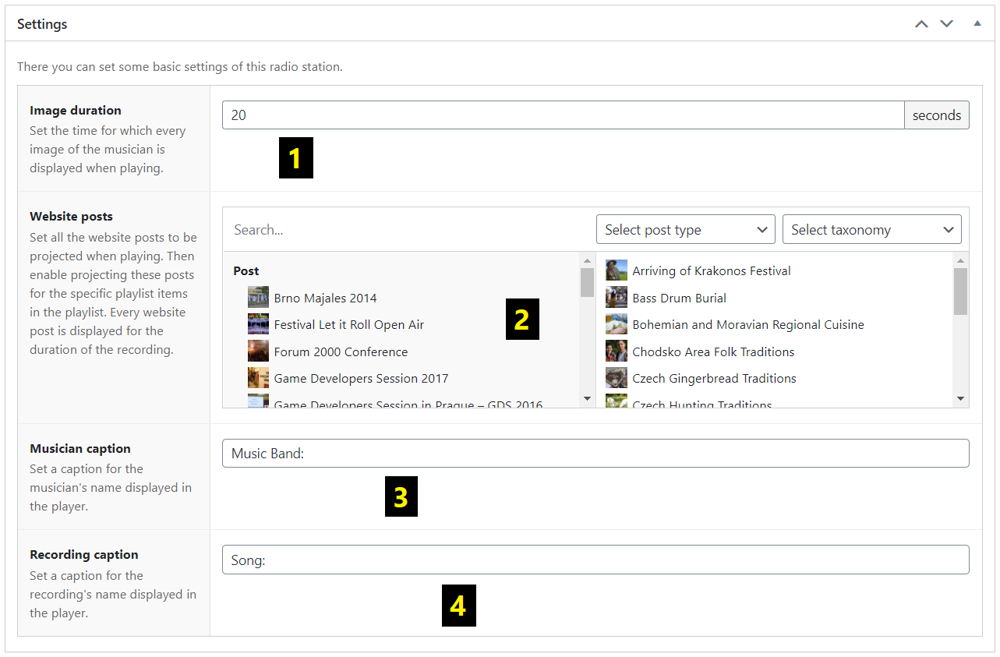 Settings
There you can set some basic settings of this radio station.
Image duration
Set the time for which every
image of the musician is
displayed when playing.
20
seconds
1
Website posts
Set all the website posts to be
projected when playing. Then
enable projecting these posts
for the specific playlist items
in the playlist. Every website
post is displayed for the
duration of the recording.
Search...
Select post type
Select taxonomy
Post
Brno Majales 2014
Festival Let it Roll Open Air
Forum 2000 Conference
Game Developers Session 2017
Game Developers Session in Prague – GDS 2016
2
Arriving of Krakonos Festival
Bass Drum Burial
Bohemian and Moravian Regional Cuisine
Chodsko Area Folk Traditions
Czech Gingerbread Traditions
Czech Hunting Traditions
Musician caption
Set a caption for the
musician's name displayed in
the player.
Music Band:
3
Recording caption
Set a caption for the
recording's name displayed in
the player.
Song:
4